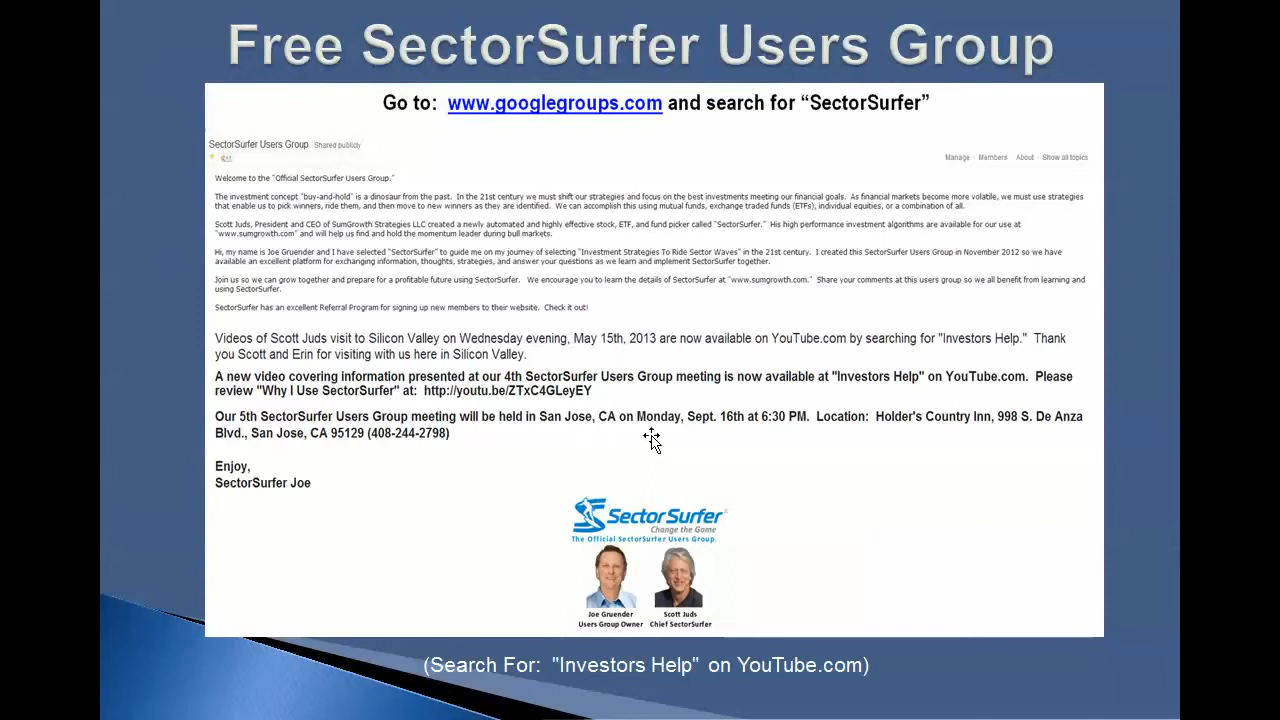 Free SectorSurfer Users Group
Go to: www.googlegroups.com and search for “SectorSurfer”
SectorSurfer Users Group Shared publicly
Manage · Members About · Show all topics
Welcome to the "Official SectorSurfer Users Group."
The investment concept "buy-and-hold" is a dinosaur from the past. In the 21st century we must shift our strategies and focus on the best investments meeting our financial goals. As financial markets become more volatile, we must use strategies
that enable us to pick winners, ride them, and then move to new winners as they are identified. We can accomplish this using mutual funds, exchange traded funds (ETFs), individual equities, or a combination of all.
Scott Juds, President and CEO of SumGrowth Strategies LLC created a newly automated and highly effective stock, ETF, and fund picker called "SectorSurfer." His high performance investment algorithms are available for our use at
"www.sumgrowth.com" and will help us find and hold the momentum leader during bull markets.
Hi, my name is Joe Gruender and I have selected "SectorSurfer" to guide me on my journey of selecting "Investment Strategies To Ride Sector Waves" in the 21st century. I created this SectorSurfer Users Group in November 2012 so we have
available an excellent platform for exchanging information, thoughts, strategies, and answer your questions as we learn and implement SectorSurfer together.
Join us so we can grow together and prepare for a profitable future using SectorSurfer. We encourage you to learn the details of SectorSurfer at "www.sumgrowth.com." Share your comments at this users group so we all benefit from learning and
using SectorSurfer.
SectorSurfer has an excellent Referral Program for signing up new members to their website. Check it out!
Videos of Scott Juds visit to Silicon Valley on Wednesday evening, May 15th, 2013 are now available on YouTube.com by searching for "Investors Help." Thank
you Scott and Erin for visiting with us here in Silicon Valley.
A new video covering information presented at our 4th SectorSurfer Users Group meeting is now available at "Investors Help" on YouTube.com. Please
review "Why I Use SectorSurfer" at: http://youtu.be/ZTxC4GLeyEY
Our 5th SectorSurfer Users Group meeting will be held in San Jose, CA on Monday, Sept. 16th at 6:30 PM. Location: Holder's Country Inn, 998 S. De Anza
Blvd., San Jose, CA 95129 (408-244-2798)
Enjoy,
SectorSurfer Joe
SectorSurfer®
Change the Game
The Official SectorSurfer Users Group
Joe Gruender Scott Juds
Users Group Owner Chief SectorSurfer
(Search For: "Investors Help" on YouTube.com)